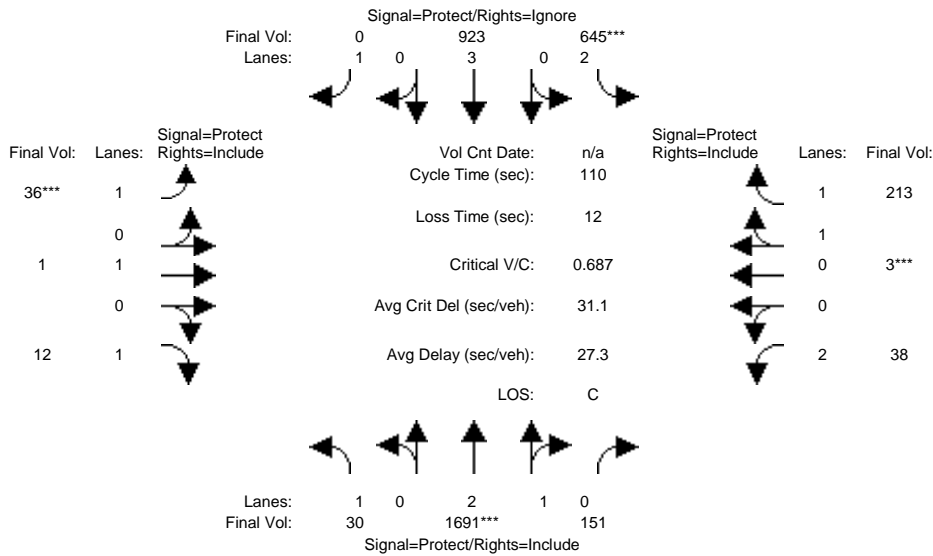 Signal=Protect/Rights=Ignore
Final Vol: 0 923 645***
Lanes: 1 0 3 0 2
Signal=Protect Signal=Protect
Final Vol: Lanes: Rights=Include Vol Cnt Date: n/a Rights=Include Lanes: Final Vol:
Cycle Time (sec): 110
36*** 1 1 213
Loss Time (sec): 12
0 1
1 1 Critical V/C: 0.687 0 3***
0 Avg Crit Del (sec/veh): 31.1 0
12 1 Avg Delay (sec/veh): 27.3 2 38
LOS: C
Lanes: 1 0 2 1 0
Final Vol: 30 1691*** 151
Signal=Protect/Rights=Include